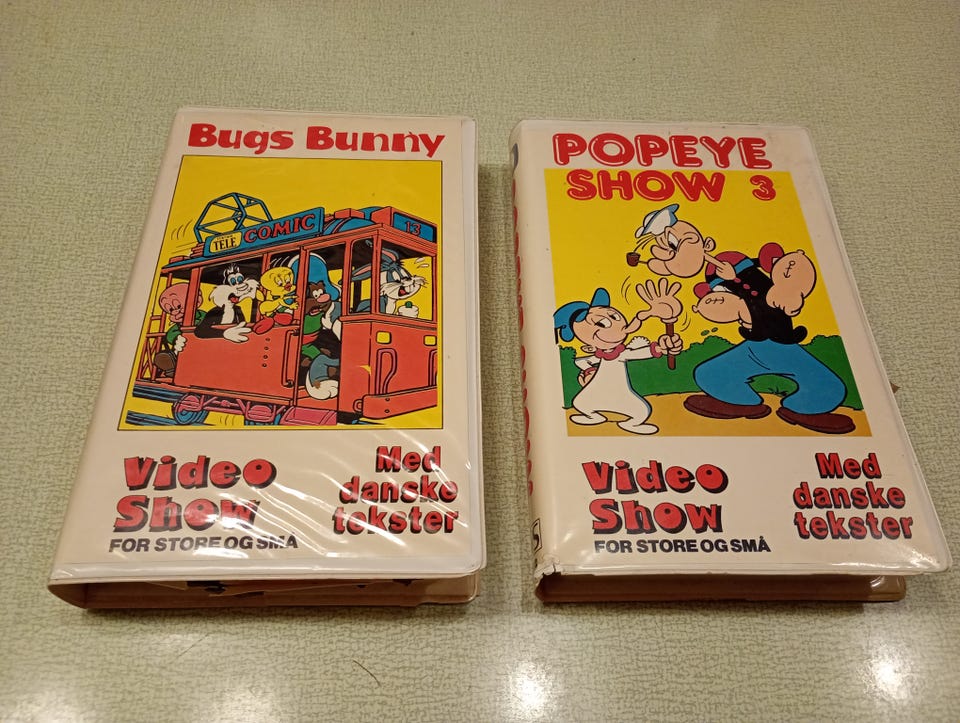 Bugs Bunny
TELE
COMIC
13
Video
Show
FOR STORE OG SMÅ
Med
danske
tekster
POPEYE
SHOW 3
Video
Show
FOR STORE OG SMÅ
Med
danske
tekster